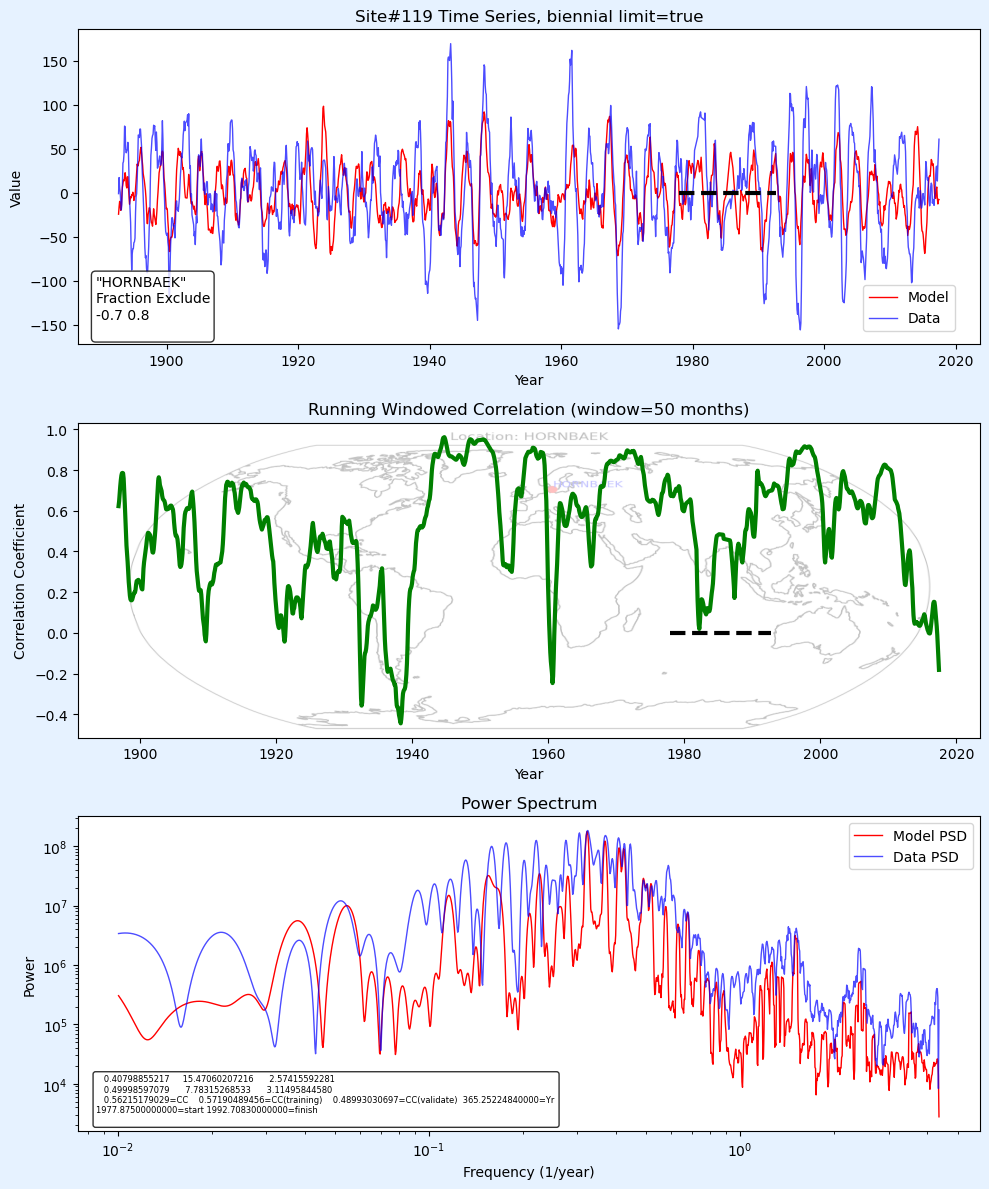 Site#119 Time Series, biennial limit=true
150
100
50
0
−50
−100
−150
Value
"HORNBAEK"
Fraction Exclude
-0.7 0.8
Model
Data
1900
1920
1940
1960
1980
2000
2020
Year
Running Windowed Correlation (window=50 months)
Location: HORNBAEK
HORNBAEK
1.0
0.8
0.6
0.4
0.2
0.0
−0.2
−0.4
Correlation Coefficient
1900
1920
1940
1960
1980
2000
2020
Year
Power Spectrum
Model PSD
Data PSD
10^8
10^7
10^6
10^5
10^4
Power
0.40798855217 15.47060207216 2.57415592281
0.49998597079 7.78315268533 3.11495844580
0.56215179029=CC 0.57190489456=CC(training) 0.48993030697=CC(validate) 365.25224840000=Yr
1977.87500000000=start 1992.70830000000=finish
10^−2
10^−1
10^0
Frequency (1/year)